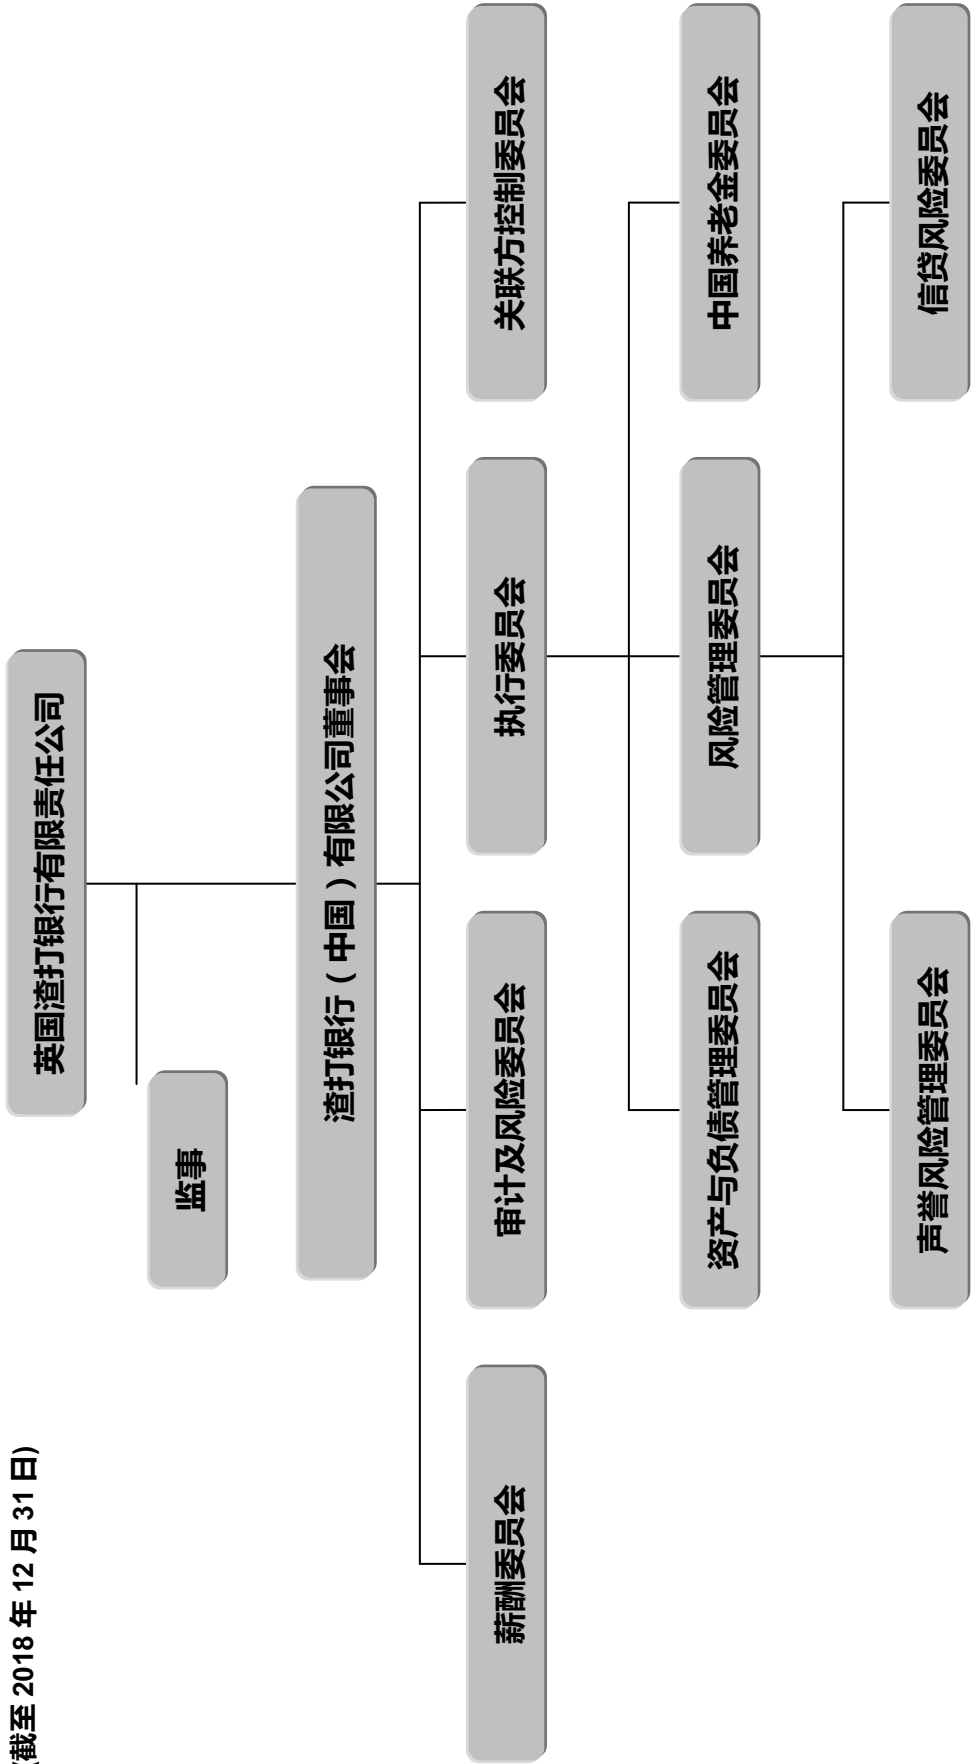 截至 2018 年 12 月 31 日)
英国渣打银行有限责任公司
监事
渣打银行（中国）有限公司董事会
薪酬委员会
审计及风险委员会
执行委员会
关联方控制委员会
资产与负债管理委员会
风险管理委员会
中国养老金委员会
声誉风险管理委员会
信贷风险委员会